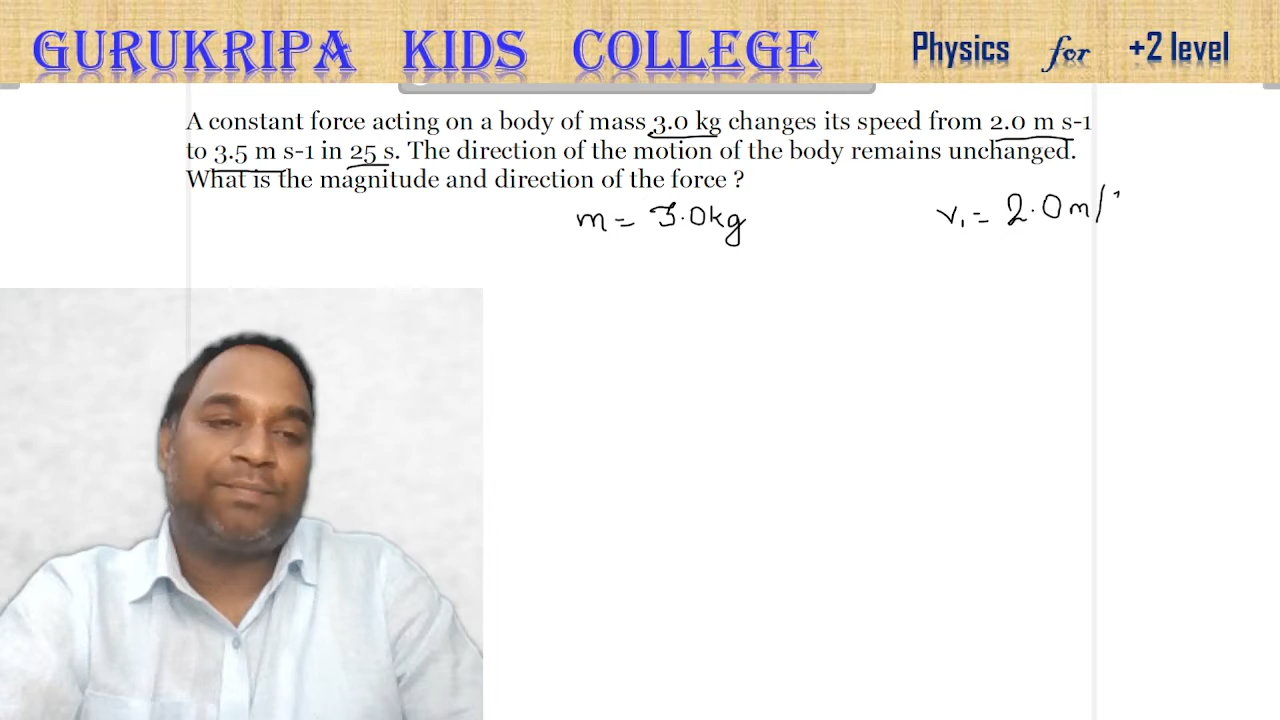 GURUKRIPA KIDS COLLEGE Physics for +2 level
A constant force acting on a body of mass 3.0 kg changes its speed from 2.0 m s-1
to 3.5 m s-1 in 25 s. The direction of the motion of the body remains unchanged.
What is the magnitude and direction of the force ?
m = 3.0kg v₁ = 2.0m/